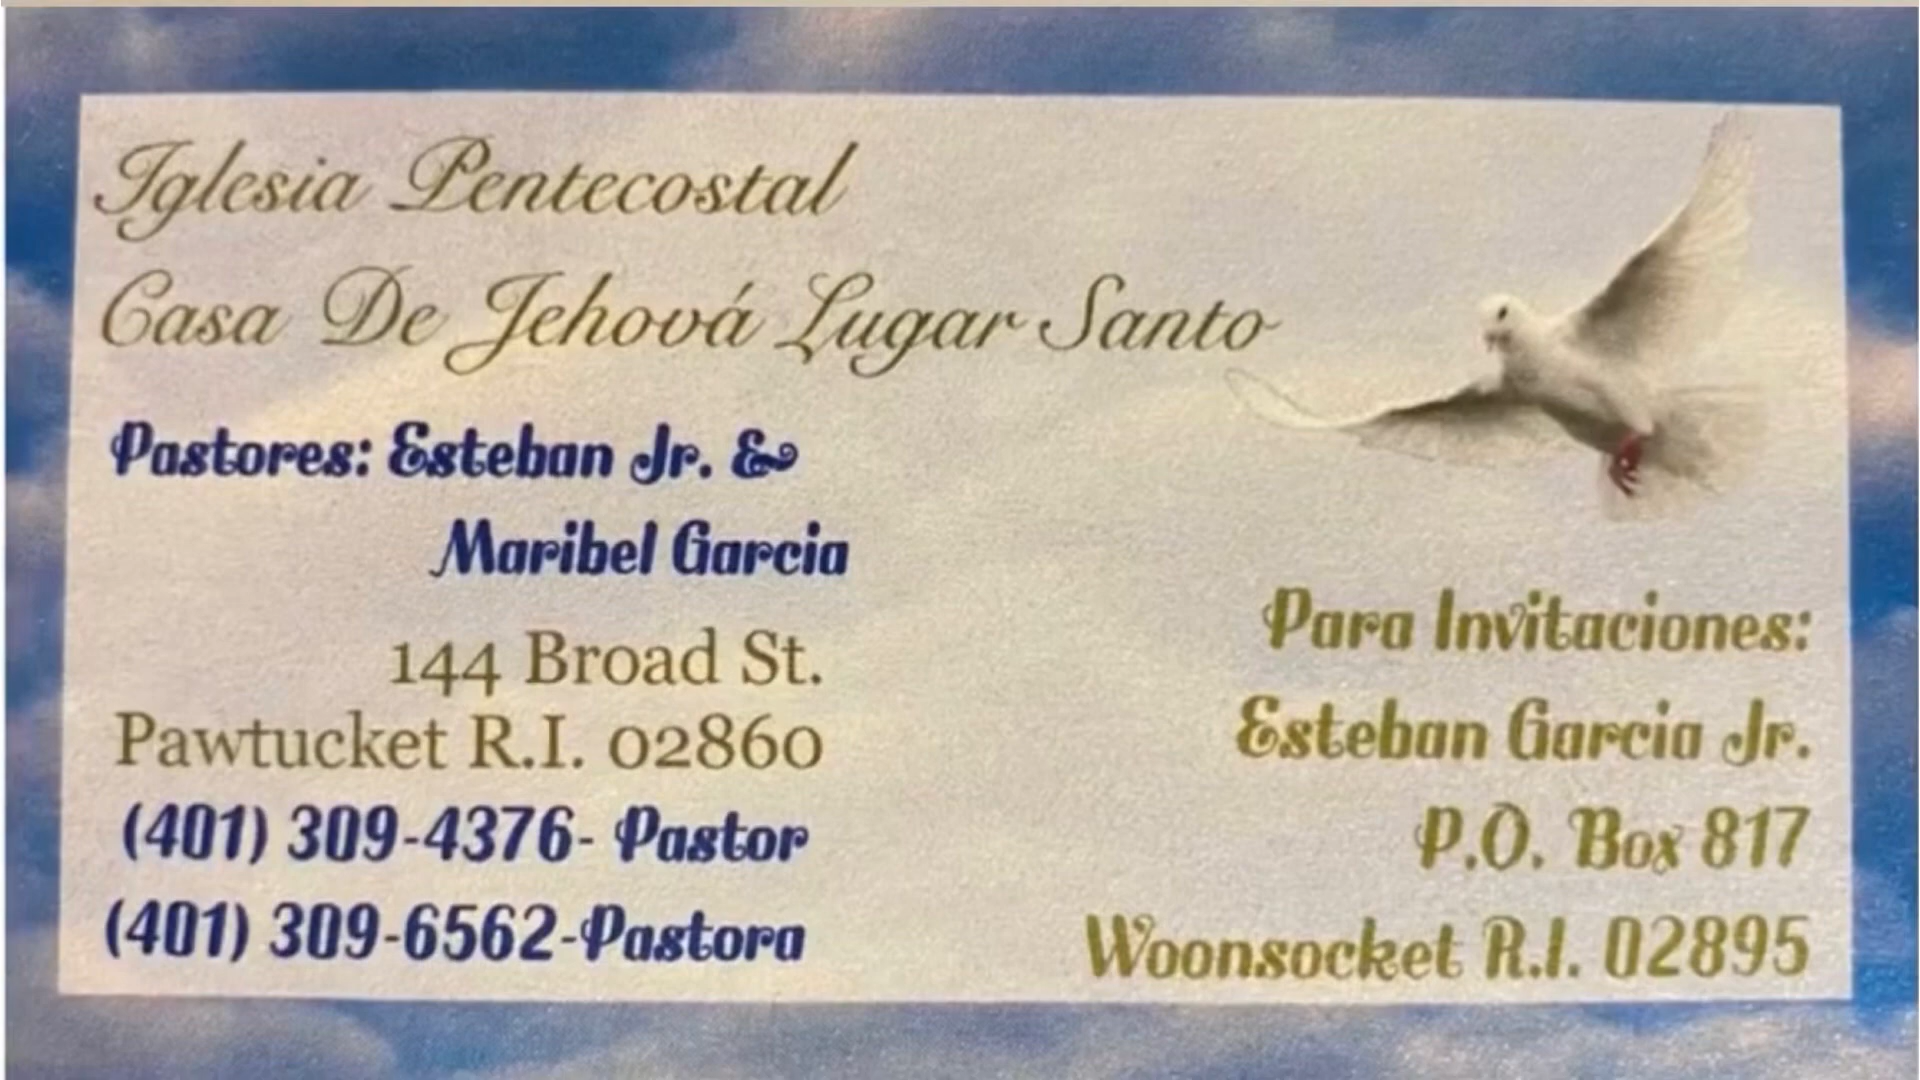 Iglesia Pentecostal
Casa De Jehová Lugar Santo
Pastores: Esteban Jr. &
Maribel Garcia
144 Broad St.
Pawtucket R.I. 02860
(401) 309-4376- Pastor
(401) 309-6562-Pastora
Para Invitaciones:
Esteban Garcia Jr.
P.O. Box 817
Woonsocket R.I. 02895